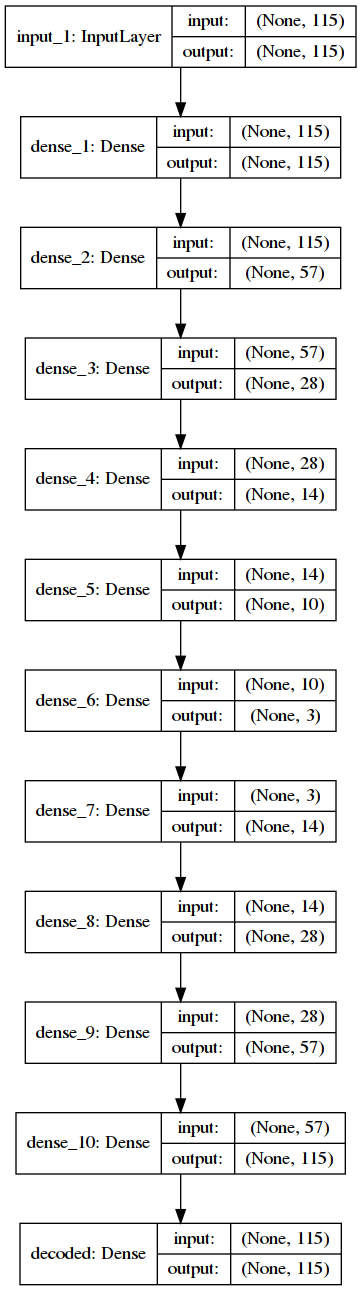 input_1: InputLayer
input: (None, 115)
output: (None, 115)
dense_1: Dense
input: (None, 115)
output: (None, 115)
dense_2: Dense
input: (None, 115)
output: (None, 57)
dense_3: Dense
input: (None, 57)
output: (None, 28)
dense_4: Dense
input: (None, 28)
output: (None, 14)
dense_5: Dense
input: (None, 14)
output: (None, 10)
dense_6: Dense
input: (None, 10)
output: (None, 3)
dense_7: Dense
input: (None, 3)
output: (None, 14)
dense_8: Dense
input: (None, 14)
output: (None, 28)
dense_9: Dense
input: (None, 28)
output: (None, 57)
dense_10: Dense
input: (None, 57)
output: (None, 115)
decoded: Dense
input: (None, 115)
output: (None, 115)